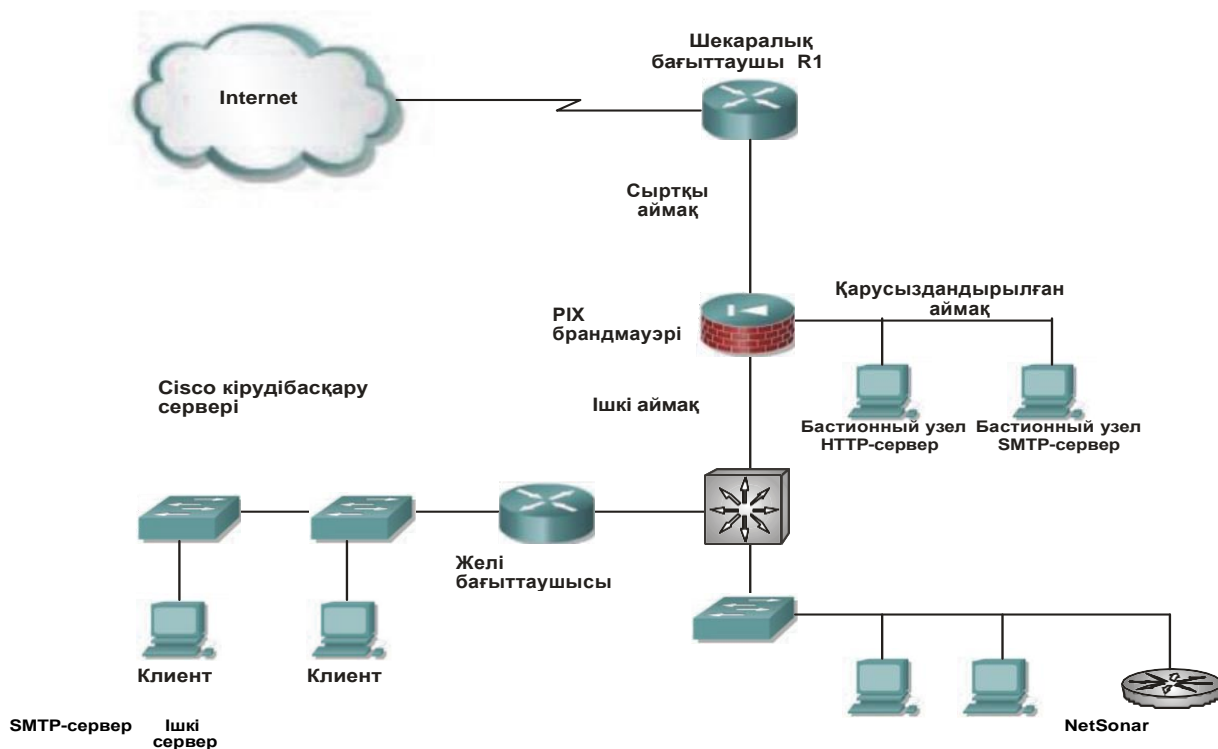 Шекаралық
бағыттаушы R1
Internet
Сыртқы
аймақ
Қарусыздандырылған
аймақ
PIX
брандмауэрі
Cisco кірудібасқару
сервері
Ішкі аймақ
Бастионный узел
HTTP-сервер
Бастионный узел
SMTP-сервер
Желі
бағыттаушысы
Клиент
Клиент
SMTP-сервер
Ішкі
сервер
NetSonar